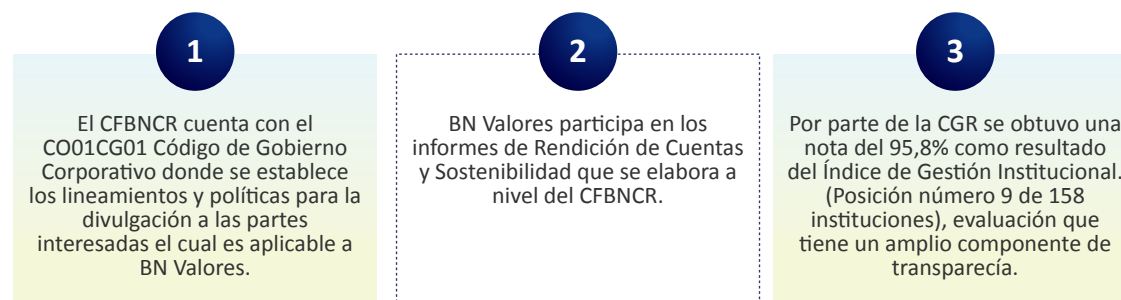 1
El CFBNCR cuenta con el
CO01CG01 Código de Gobierno
Corporativo donde se establece
los lineamientos y políticas para la
divulgación a las partes
interesadas el cual es aplicable a
BN Valores.
2
BN Valores participa en los
informes de Rendición de Cuentas
y Sostenibilidad que se elabora a
nivel del CFBNCR.
3
Por parte de la CGR se obtuvo una
nota del 95,8% como resultado
del Índice de Gestión Institucional.
(Posición número 9 de 158
instituciones), evaluación que
tiene un amplio componente de
transparecía.